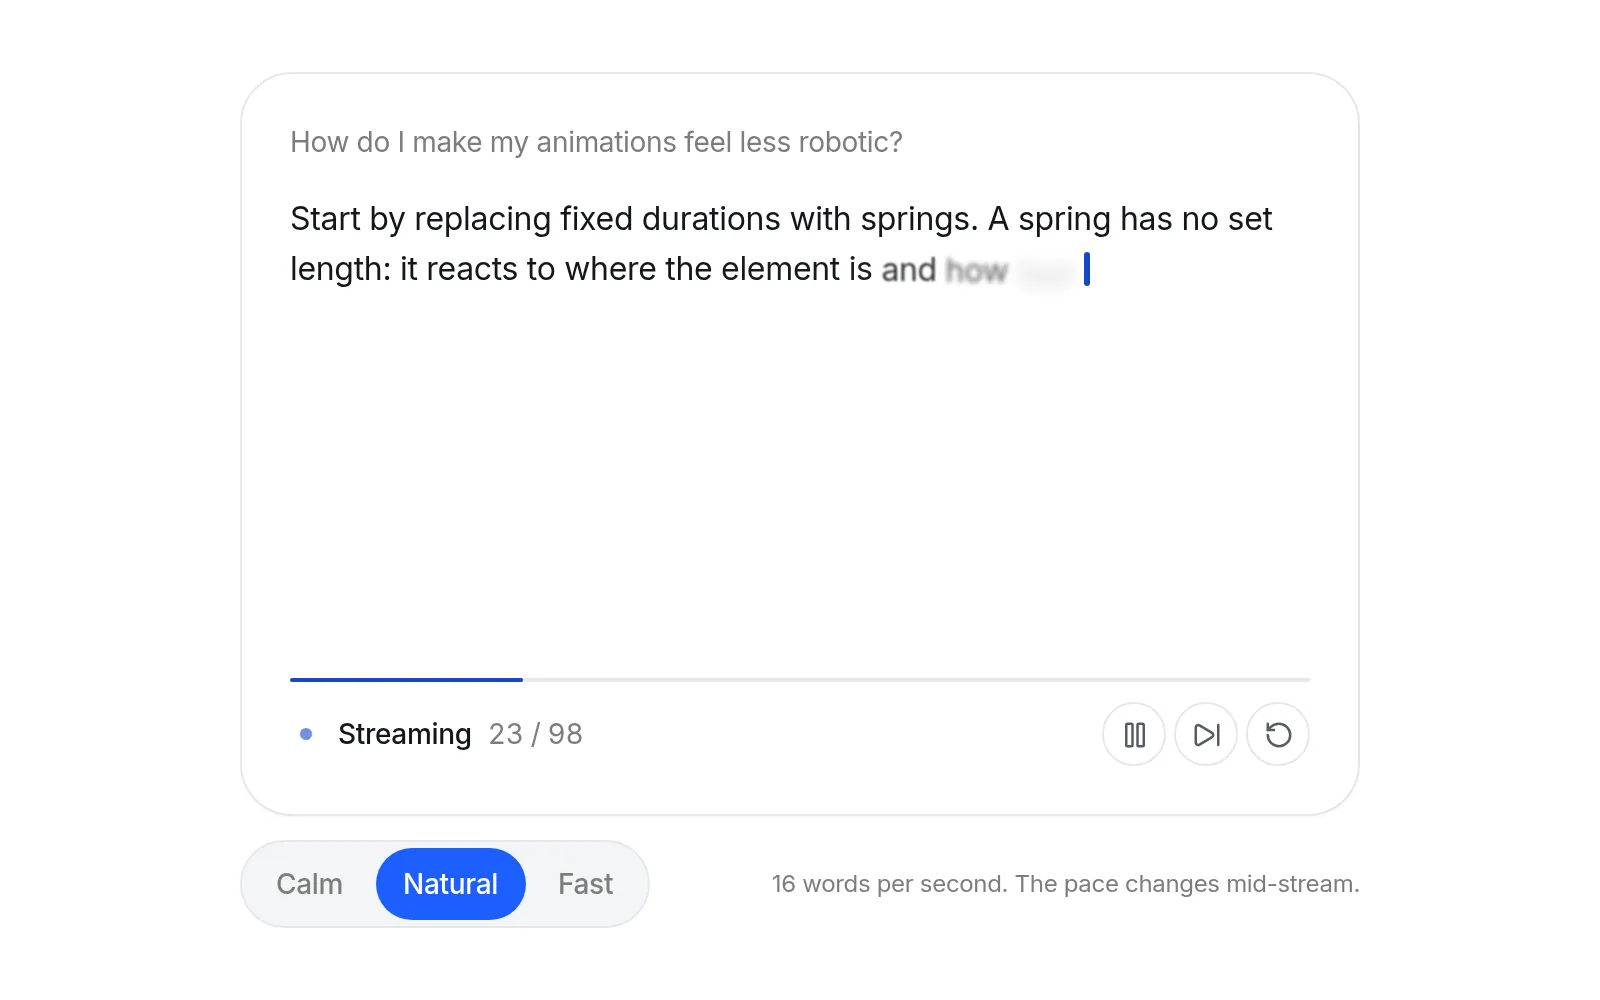 How do I make my animations feel less robotic?
Start by replacing fixed durations with springs. A spring has no set
length: it reacts to where the element is and how
Streaming 23 / 98
Calm Natural Fast
16 words per second. The pace changes mid-stream.